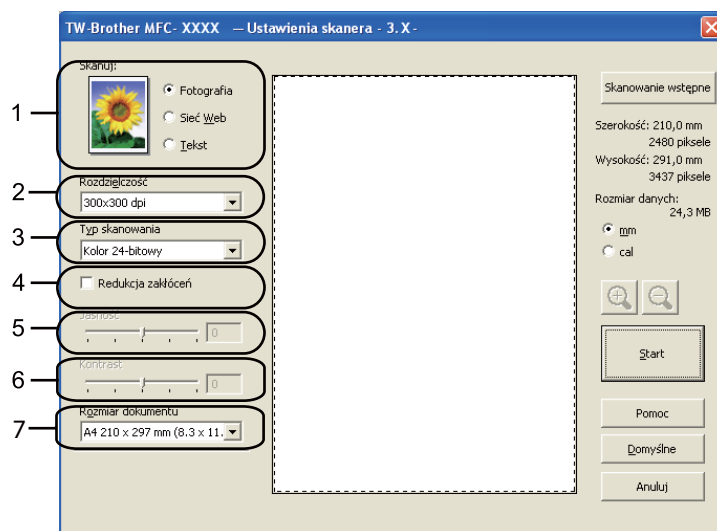 TW-Brother MFC- XXXX — Ustawienia skanera - 3. X -
Skanuj:
1
Fotografia
Sieć Web
Tekst
2
Rozdzielczość
300x300 dpi
3
Typ skanowania
Kolor 24-bitowy
4
Redukcja zakłóceń
5
Jasność
0
6
Kontrast
0
7
Rozmiar dokumentu
A4 210 x 297 mm (8.3 x 11.
Skanowanie wstępne
Szerokość: 210,0 mm
2480 piksele
Wysokość: 291,0 mm
3437 piksele
Rozmiar danych:
24,3 MB
mm
cal
Start
Pomoc
Domyślne
Anuluj